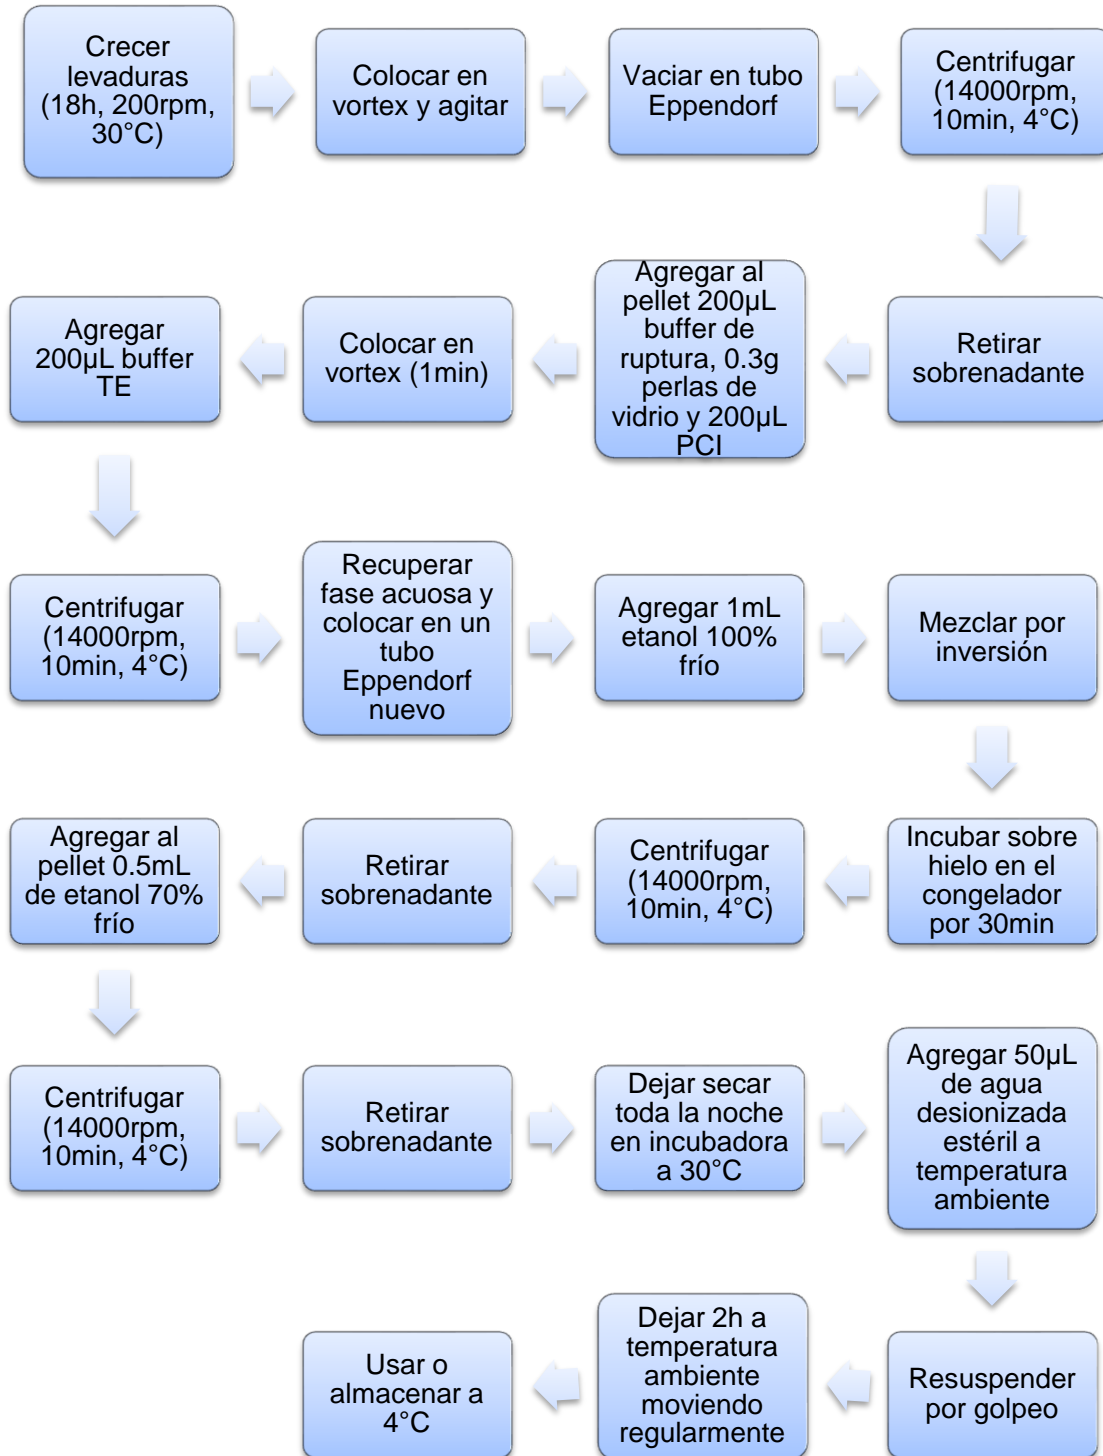 Crecer
levaduras
(18h, 200rpm,
30°C)
Colocar en
vortex y agitar
Vaciar en tubo
Eppendorf
Centrifugar
(14000rpm,
10min, 4°C)
Retirar
sobrenadante
Agregar al
pellet 200µL
buffer de
ruptura, 0.3g
perlas de
vidrio y 200µL
PCI
Colocar en
vortex (1min)
Agregar
200µL buffer
TE
Centrifugar
(14000rpm,
10min, 4°C)
Recuperar
fase acuosa y
colocar en un
tubo
Eppendorf
nuevo
Agregar 1mL
etanol 100%
frío
Mezclar por
inversión
Incubar sobre
hielo en el
congelador
por 30min
Centrifugar
(14000rpm,
10min, 4°C)
Retirar
sobrenadante
Agregar al
pellet 0.5mL
de etanol 70%
frío
Centrifugar
(14000rpm,
10min, 4°C)
Retirar
sobrenadante
Dejar secar
toda la noche
en incubadora
a 30°C
Agregar 50µL
de agua
desionizada
estéril a
temperatura
ambiente
Resuspender
por golpeo
Dejar 2h a
temperatura
ambiente
moviendo
regularmente
Usar o
almacenar a
4°C